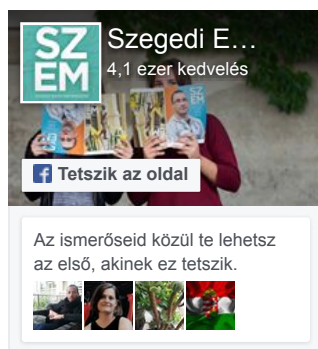 SZ
EM
Szegedi E…
4,1 ezer kedvelés
Tetszik az oldal
Az ismerőseid közül te lehetsz
az első, akinek ez tetszik.